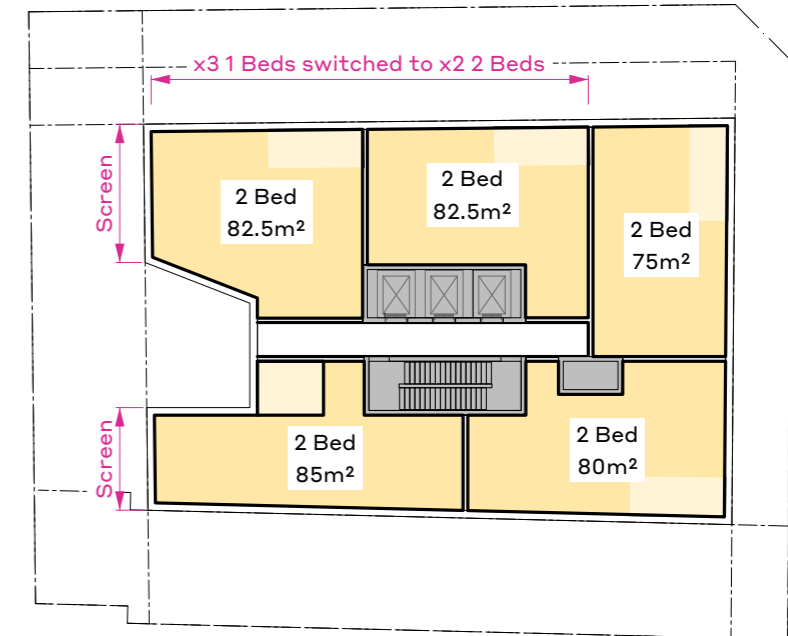 x3 1 Beds switched to x2 2 Beds
Screen
2 Bed
82.5m²
2 Bed
82.5m²
2 Bed
75m²
Screen
2 Bed
85m²
2 Bed
80m²